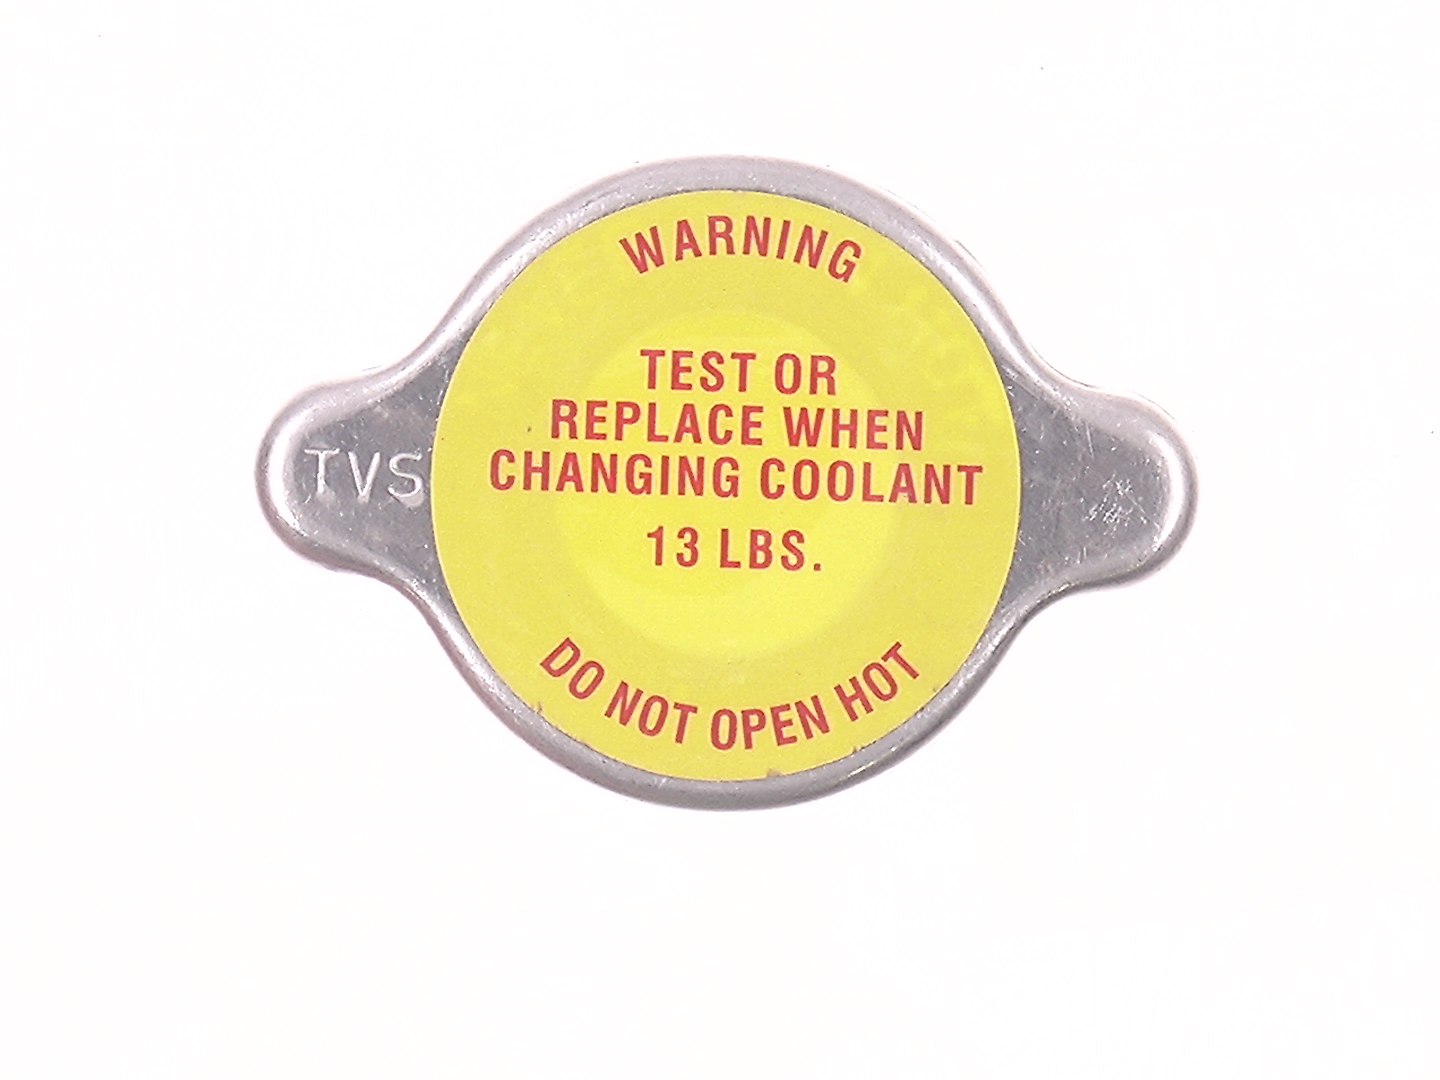 WARNING
TEST OR
REPLACE WHEN
CHANGING COOLANT
13 LBS.
DO NOT OPEN HOT
TVS